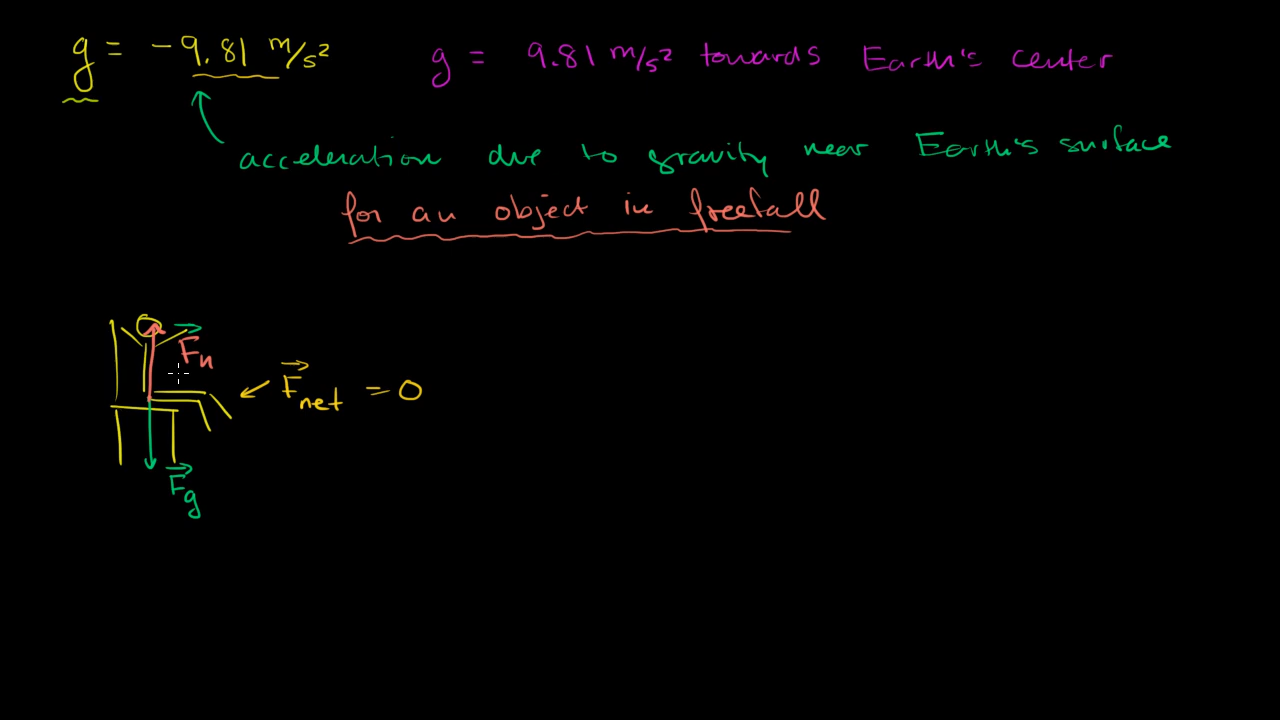 g = -9.81 m/s²
g = 9.81 m/s² towards Earth's center
acceleration due to gravity near Earth's surface
for an object in freefall
F⃗n
F⃗net = 0
F⃗g